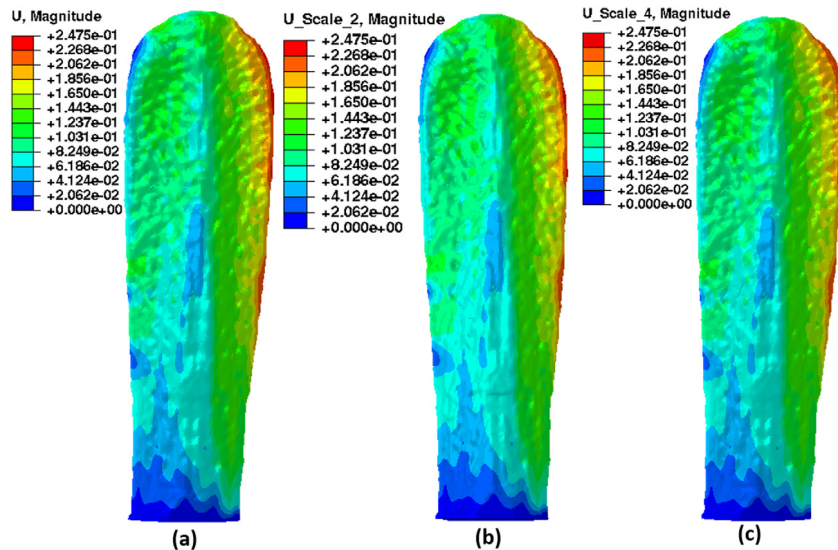 U, Magnitude
+2.475e-01
+2.268e-01
+2.062e-01
+1.856e-01
+1.650e-01
+1.443e-01
+1.237e-01
+1.031e-01
+8.249e-02
+6.186e-02
+4.124e-02
+2.062e-02
+0.000e+00
U_Scale_2, Magnitude
+2.475e-01
+2.268e-01
+2.062e-01
+1.856e-01
+1.650e-01
+1.443e-01
+1.237e-01
+1.031e-01
+8.249e-02
+6.186e-02
+4.124e-02
+2.062e-02
+0.000e+00
U_Scale_4, Magnitude
+2.475e-01
+2.268e-01
+2.062e-01
+1.856e-01
+1.650e-01
+1.443e-01
+1.237e-01
+1.031e-01
+8.249e-02
+6.186e-02
+4.124e-02
+2.062e-02
+0.000e+00
(a)
(b)
(c)